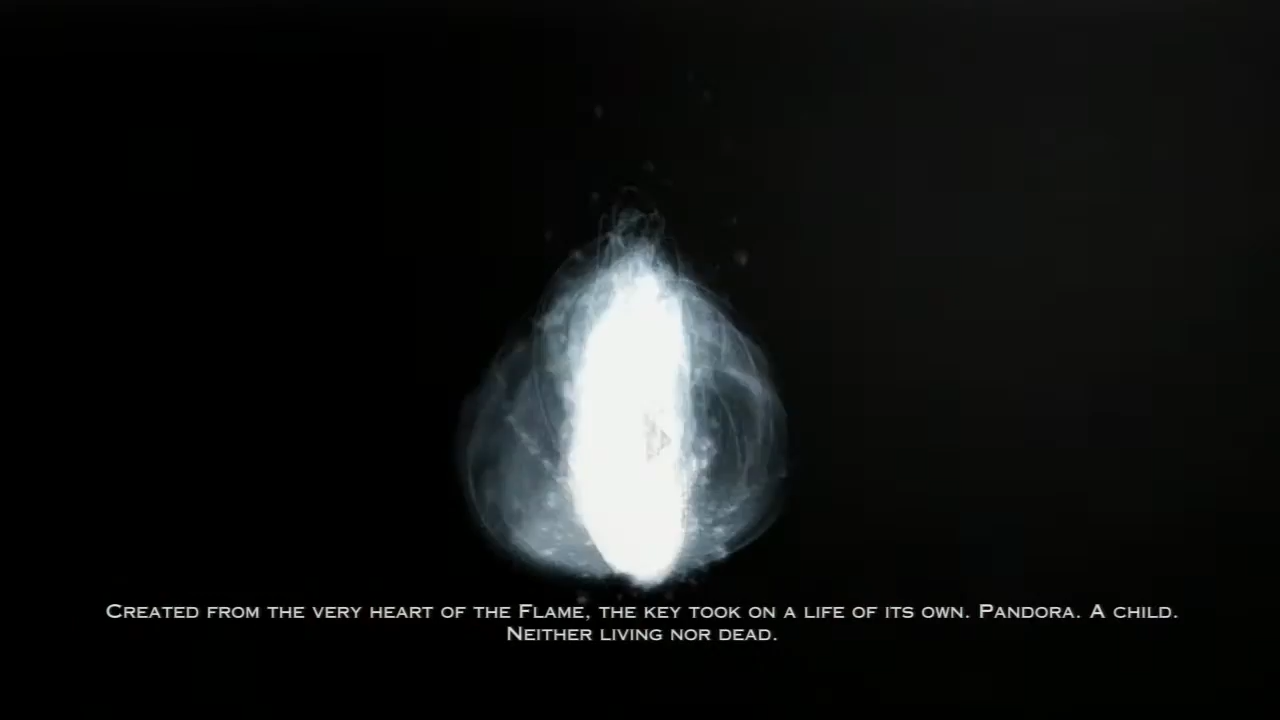 Created from the very heart of the Flame, the key took on a life of its own. Pandora. A child.
Neither living nor dead.